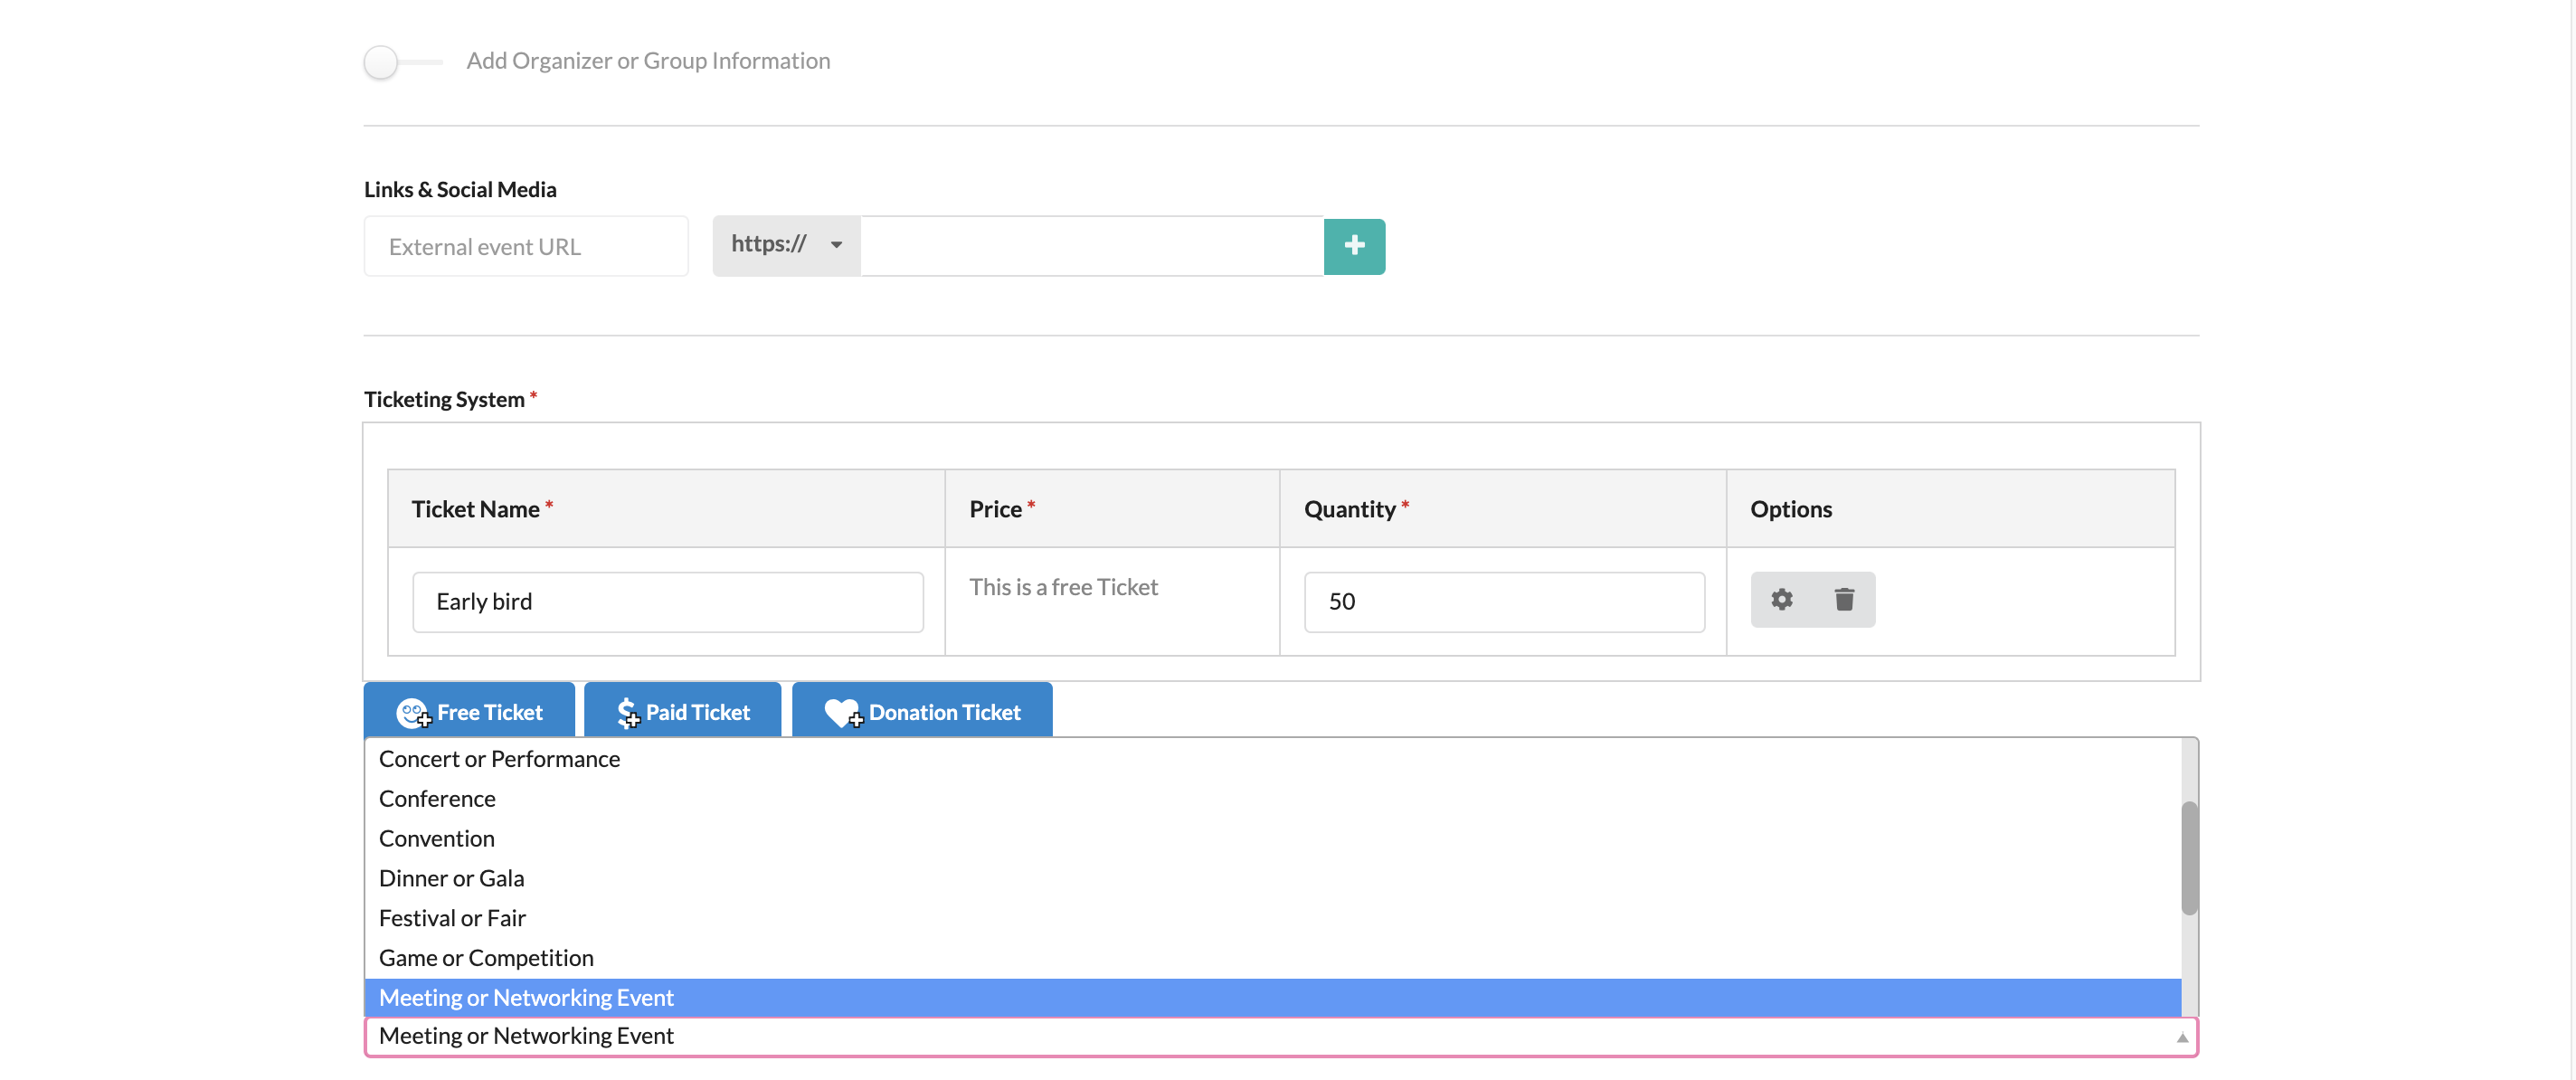 Add Organizer or Group Information
Links & Social Media
External event URL
https://
Ticketing System *
Ticket Name * Price * Quantity * Options
Early bird This is a free Ticket 50
Free Ticket Paid Ticket Donation Ticket
Concert or Performance
Conference
Convention
Dinner or Gala
Festival or Fair
Game or Competition
Meeting or Networking Event
Meeting or Networking Event